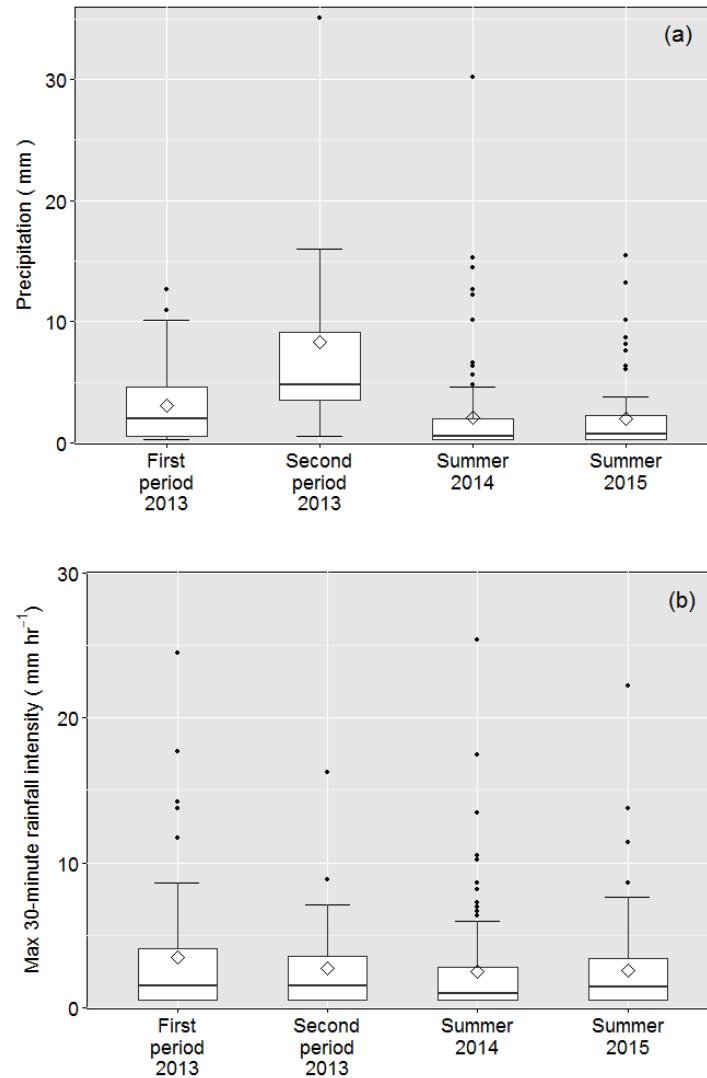 (a)
Precipitation ( mm )
30
20
10
0
First
period
2013
Second
period
2013
Summer
2014
Summer
2015
(b)
Max 30-minute rainfall intensity ( mm hr⁻¹)
30
20
10
0
First
period
2013
Second
period
2013
Summer
2014
Summer
2015